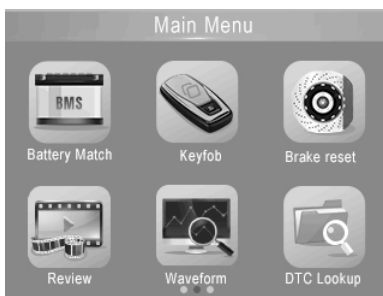 Main Menu
BMS
Battery Match
Keyfob
Brake reset
Review
Waveform
DTC Lookup